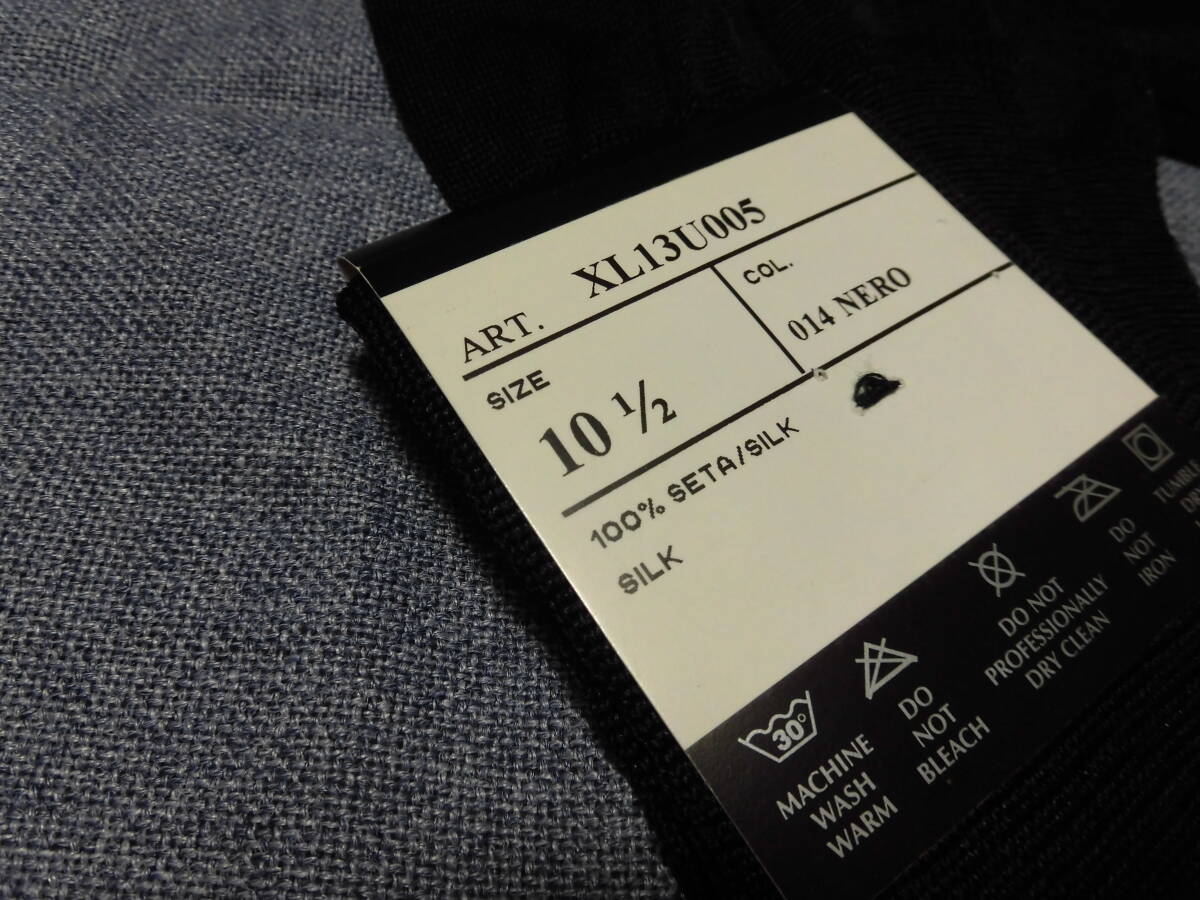 ART. XL13U005
SIZE
10 ½
COL.
014 NERO
100% SETA/SILK
SILK
30°
MACHINE
WASH
WARM
DO
NOT
BLEACH
DO NOT
PROFESSIONALLY
DRY CLEAN
DO
NOT
IRON